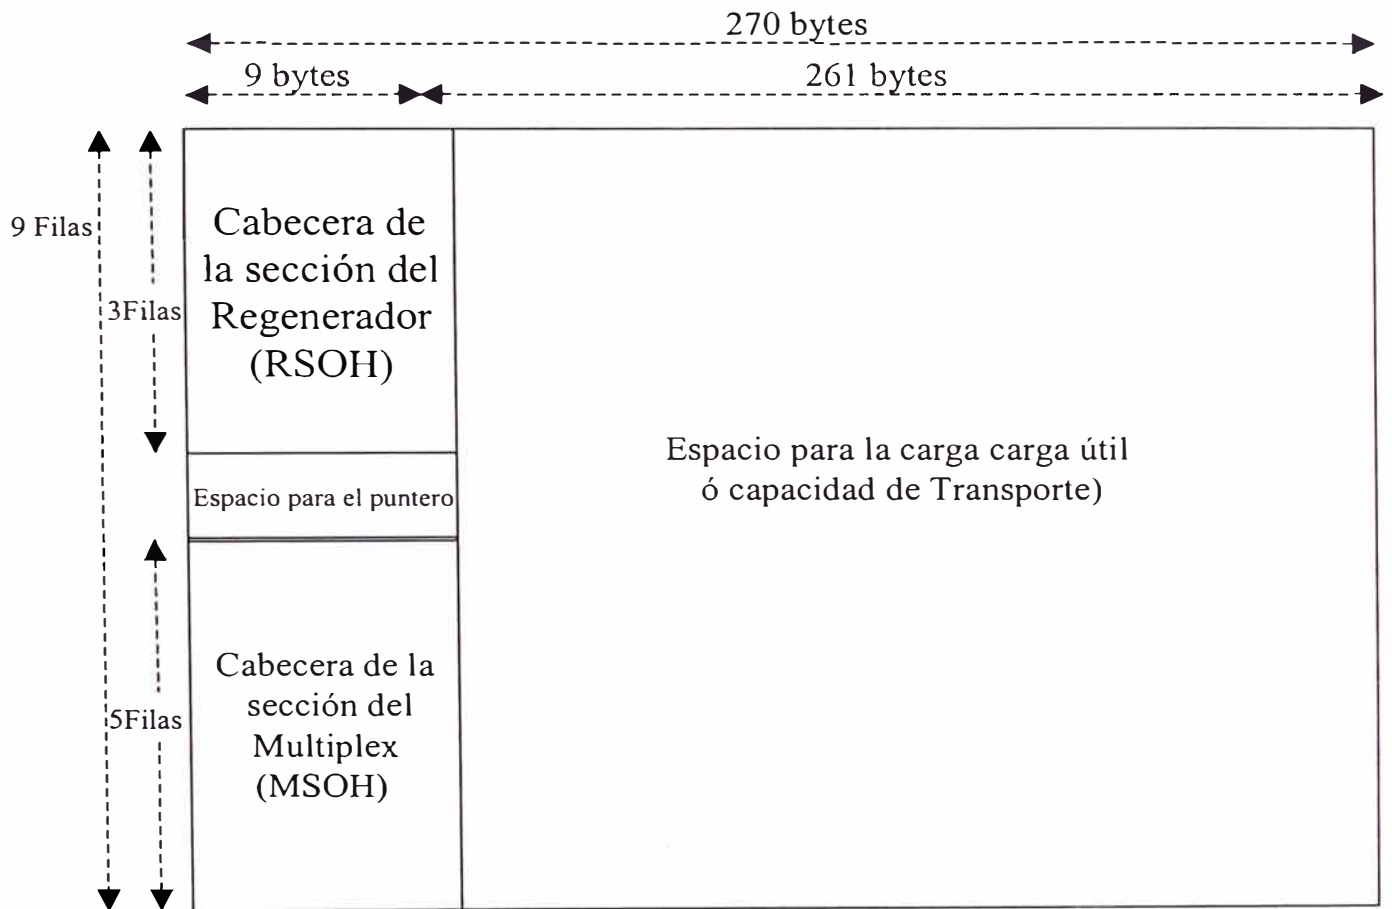 270 bytes
9 bytes
261 bytes
9 Filas
3Filas
Cabecera de
la sección del
Regenerador
(RSOH)
Espacio para el puntero
Espacio para la carga carga útil
ó capacidad de Transporte)
5Filas
Cabecera de la
sección del
Multiplex
(MSOH)